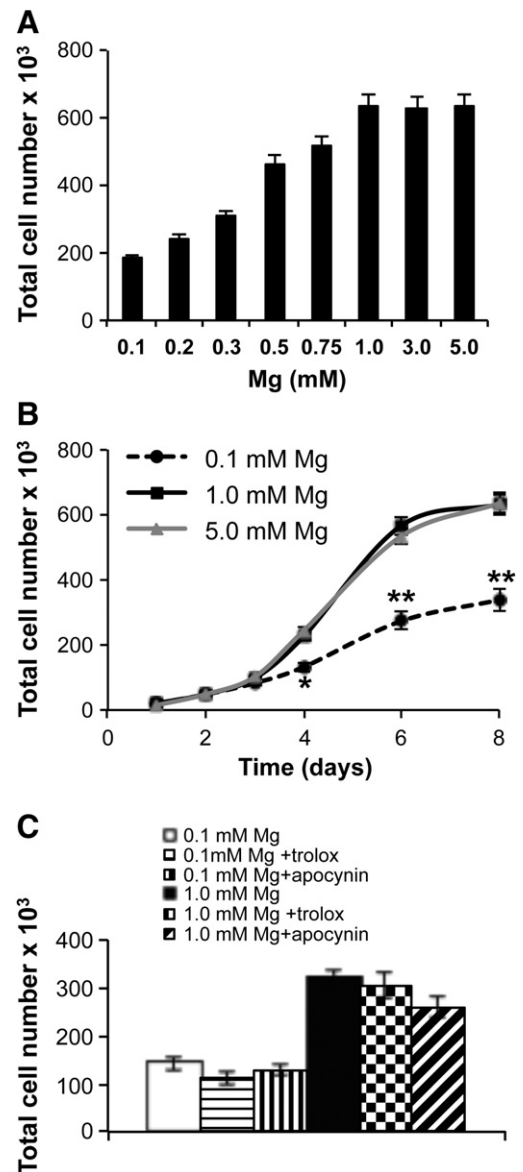 A
Total cell number x 10³
800
600
400
200
0
0.1 0.2 0.3 0.5 0.75 1.0 3.0 5.0
Mg (mM)
B
Total cell number x 10³
800
600
400
200
0
0.1 mM Mg
1.0 mM Mg
5.0 mM Mg
*
**
**
0 2 4 6 8
Time (days)
C
0.1 mM Mg
0.1mM Mg +trolox
0.1 mM Mg+apocynin
1.0 mM Mg
1.0 mM Mg +trolox
1.0 mM Mg+apocynin
Total cell number x 10³
400
300
200
100
0